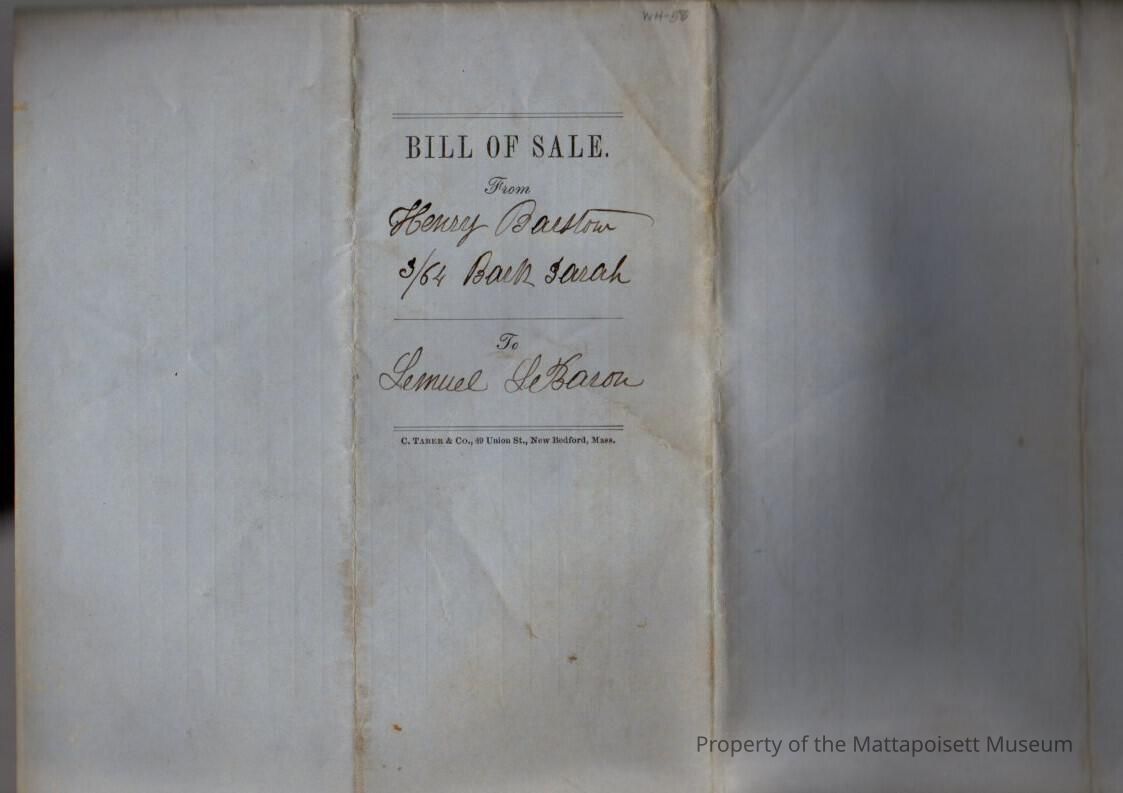 WH-58
BILL OF SALE.
From
Henry Barstow
3/64 Bark Sarah
To
Lemuel LeBaron
C. TABER & CO., 49 Union St., New Bedford, Mass.
Property of the Mattapoisett Museum